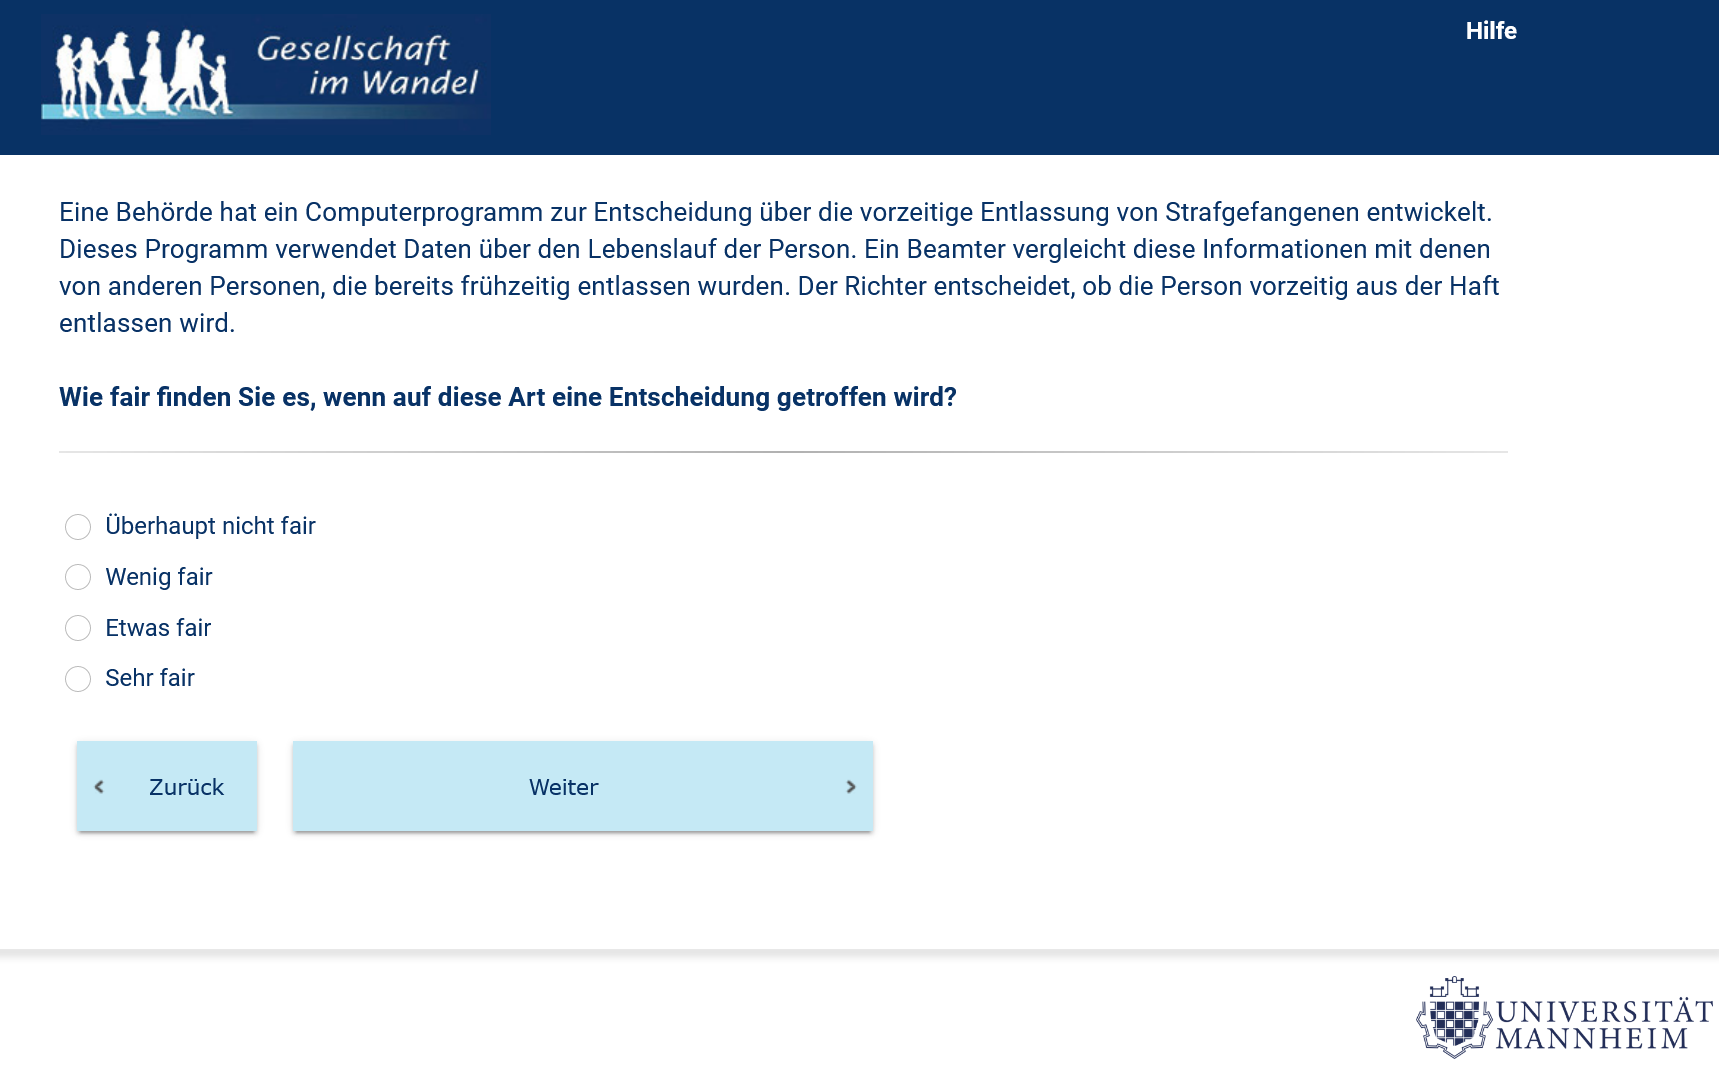 Gesellschaft
im Wandel
Hilfe
Eine Behörde hat ein Computerprogramm zur Entscheidung über die vorzeitige Entlassung von Strafgefangenen entwickelt.
Dieses Programm verwendet Daten über den Lebenslauf der Person. Ein Beamter vergleicht diese Informationen mit denen
von anderen Personen, die bereits frühzeitig entlassen wurden. Der Richter entscheidet, ob die Person vorzeitig aus der Haft
entlassen wird.
Wie fair finden Sie es, wenn auf diese Art eine Entscheidung getroffen wird?
Überhaupt nicht fair
Wenig fair
Etwas fair
Sehr fair
Zurück
Weiter
UNIVERSITÄT
MANNHEIM